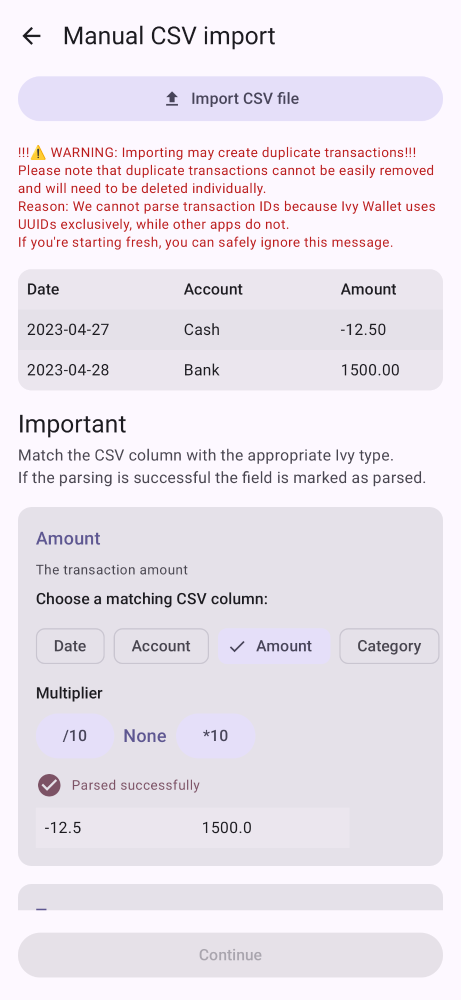 Manual CSV import
Import CSV file
!!!⚠️ WARNING: Importing may create duplicate transactions!!!
Please note that duplicate transactions cannot be easily removed
and will need to be deleted individually.
Reason: We cannot parse transaction IDs because Ivy Wallet uses
UUIDs exclusively, while other apps do not.
If you're starting fresh, you can safely ignore this message.
Date Account Amount
2023-04-27 Cash -12.50
2023-04-28 Bank 1500.00
Important
Match the CSV column with the appropriate Ivy type.
If the parsing is successful the field is marked as parsed.
Amount
The transaction amount
Choose a matching CSV column:
Date Account Amount Category
Multiplier
/10 None *10
Parsed successfully
-12.5 1500.0
Continue